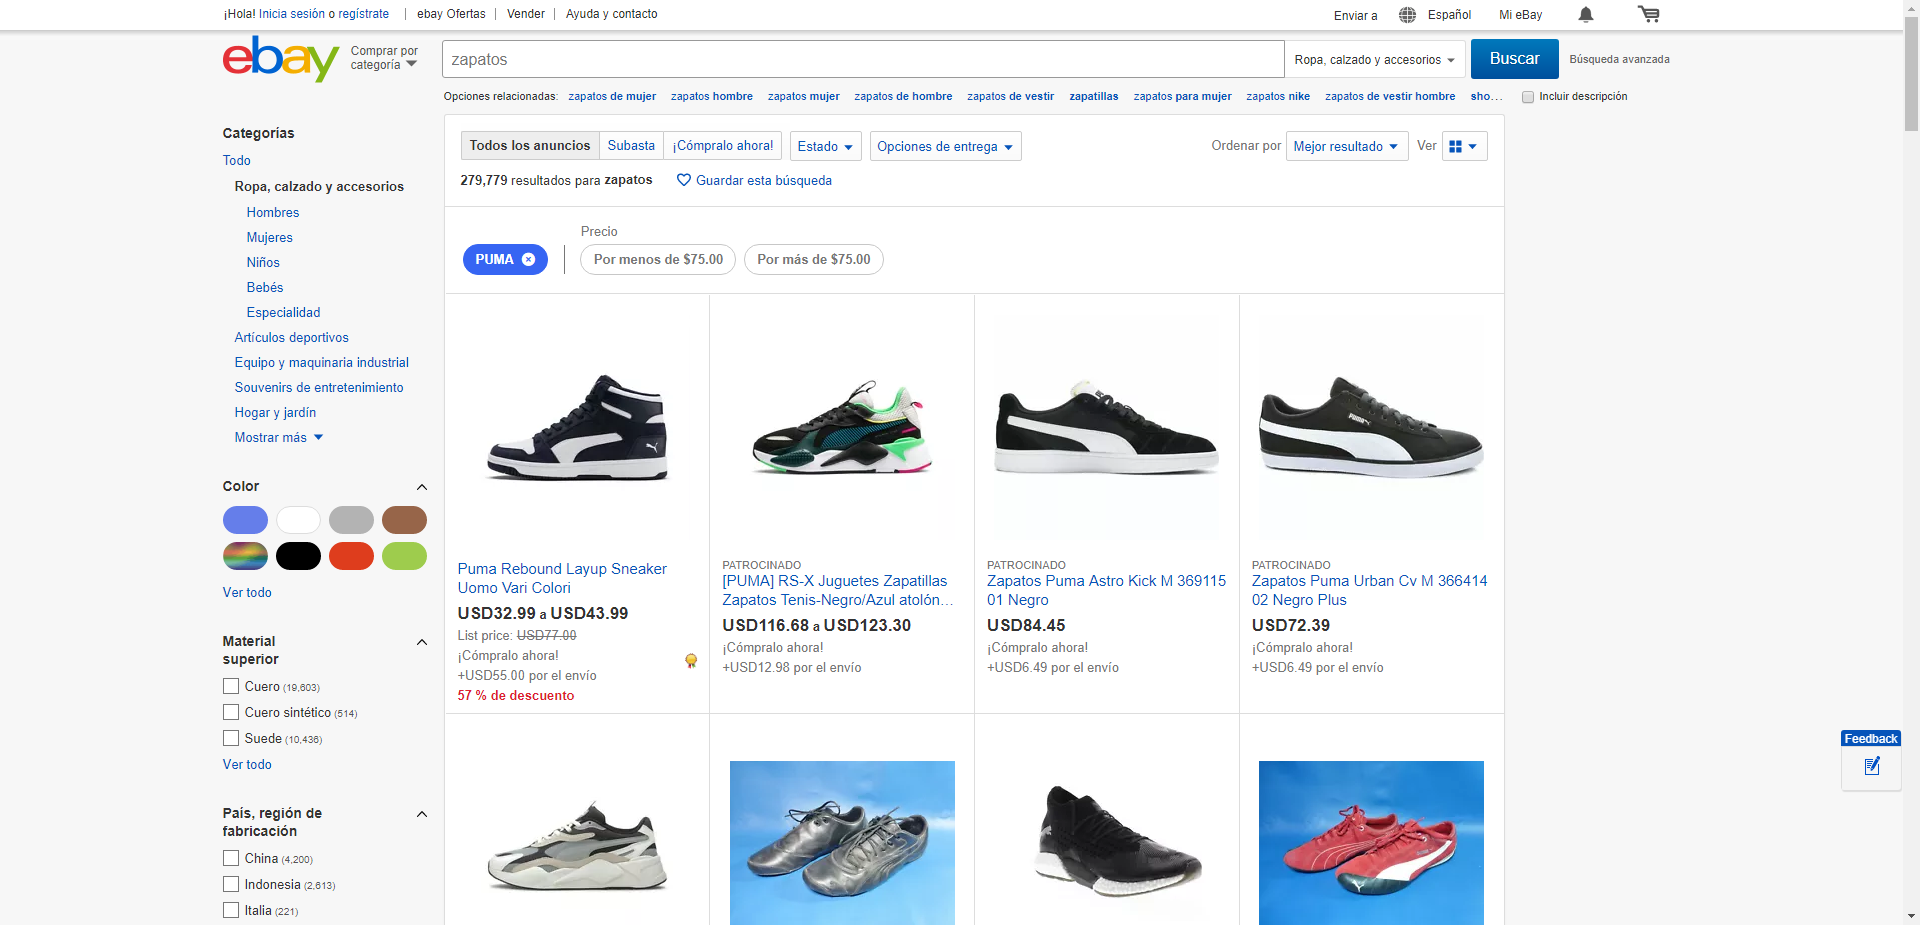 ¡Hola! Inicia sesión o regístrate
ebay Ofertas
Vender
Ayuda y contacto
Enviar a
Español
Mi eBay
ebay
Comprar por
categoría
zapatos
Ropa, calzado y accesorios
Buscar
Búsqueda avanzada
Opciones relacionadas: zapatos de mujer zapatos hombre zapatos mujer zapatos de hombre zapatos de vestir zapatillas zapatos para mujer zapatos nike zapatos de vestir hombre sho...
Incluir descripción
Categorías
Todo
Ropa, calzado y accesorios
Hombres
Mujeres
Niños
Bebés
Especialidad
Artículos deportivos
Equipo y maquinaria industrial
Souvenirs de entretenimiento
Hogar y jardín
Mostrar más
Color
Ver todo
Material
superior
Cuero (19,603)
Cuero sintético (514)
Suede (10,436)
Ver todo
País, región de
fabricación
China (4,200)
Indonesia (2,613)
Italia (221)
Todos los anuncios
Subasta
¡Cómpralo ahora!
Estado
Opciones de entrega
Ordenar por
Mejor resultado
Ver
279,779 resultados para zapatos
Guardar esta búsqueda
Precio
PUMA
Por menos de $75.00
Por más de $75.00
Puma Rebound Layup Sneaker
Uomo Vari Colori
USD32.99 a USD43.99
List price: USD77.00
¡Cómpralo ahora!
+USD55.00 por el envío
57 % de descuento
PATROCINADO
[PUMA] RS-X Juguetes Zapatillas
Zapatos Tenis-Negro/Azul atolón...
USD116.68 a USD123.30
¡Cómpralo ahora!
+USD12.98 por el envío
PATROCINADO
Zapatos Puma Astro Kick M 369115
01 Negro
USD84.45
¡Cómpralo ahora!
+USD6.49 por el envío
PUMA
PATROCINADO
Zapatos Puma Urban Cv M 366414
02 Negro Plus
USD72.39
¡Cómpralo ahora!
+USD6.49 por el envío
Feedback